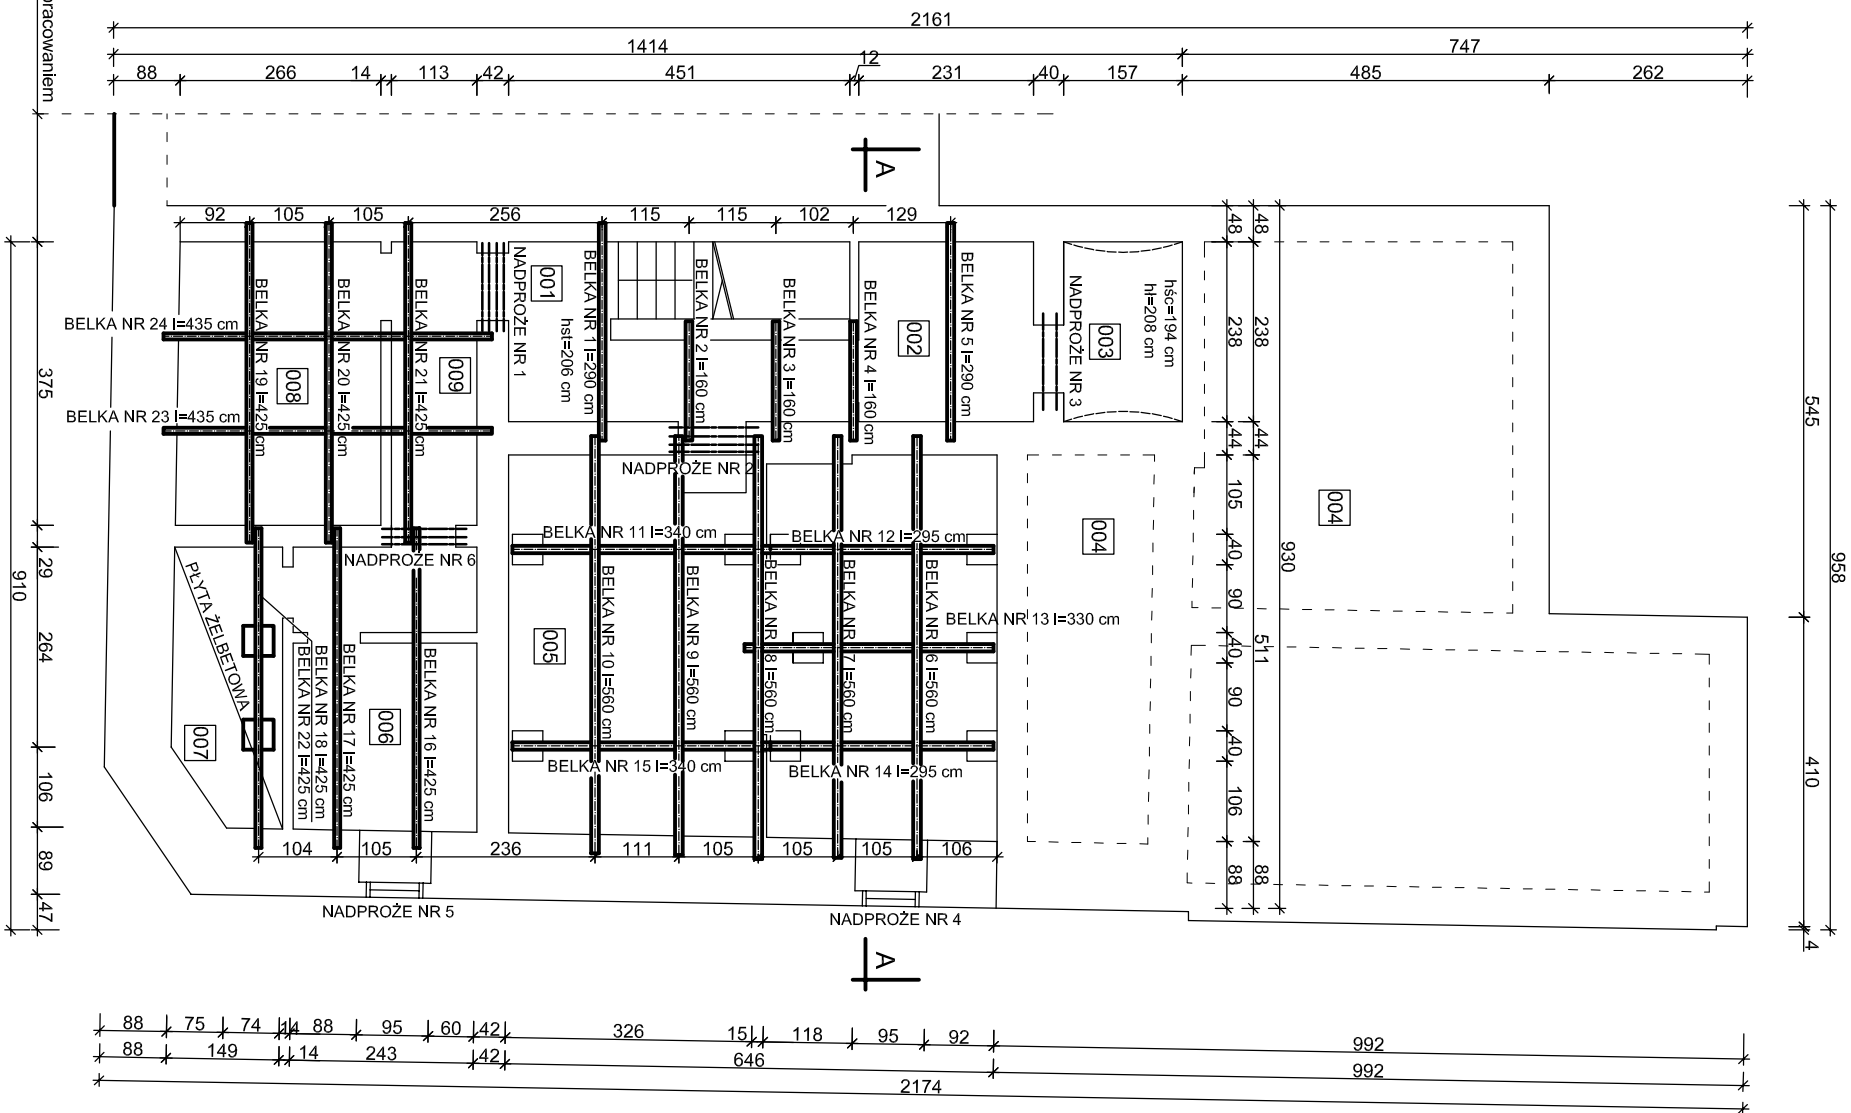 2161
1414 747
88 266 14 113 42 451 12 231 40 157 485 262
pracowaniem
A
92 105 105 256 115 115 102 129
BELKA NR 24 l=435 cm
BELKA NR 23 l=435 cm
BELKA NR 19 l=425 cm
BELKA NR 20 l=425 cm
BELKA NR 21 l=425 cm
008
009
NADPROŻE NR 1
001
hst=206 cm
BELKA NR 1 l=290 cm
BELKA NR 2 l=160 cm
BELKA NR 3 l=160 cm
BELKA NR 4 l=160 cm
002
BELKA NR 5 l=290 cm
NADPROŻE NR 3
003
hśc=194 cm
hł=208 cm
NADPROŻE NR 2
BELKA NR 11 l=340 cm
BELKA NR 12 l=295 cm
NADPROŻE NR 6
BELKA NR 13 l=330 cm
BELKA NR 10 l=560 cm
BELKA NR 9 l=560 cm
BELKA NR 8 l=560 cm
BELKA NR 7 l=560 cm
BELKA NR 6 l=560 cm
005
004
004
PŁYTA ŻELBETOWA
007
BELKA NR 22 l=425 cm
BELKA NR 18 l=425 cm
BELKA NR 17 l=425 cm
006
BELKA NR 16 l=425 cm
BELKA NR 15 l=340 cm
BELKA NR 14 l=295 cm
104 105 236 111 105 105 105 106
NADPROŻE NR 5
NADPROŻE NR 4
A
375 29 264 106 89 47
910
48 238 44 105 40 90 40 90 40 106 88
48 238 44 511 88
930
545 410 4
958
88 75 74 14 88 95 60 42 326 15 118 95 92 992
88 149 14 243 42 646 992
2174